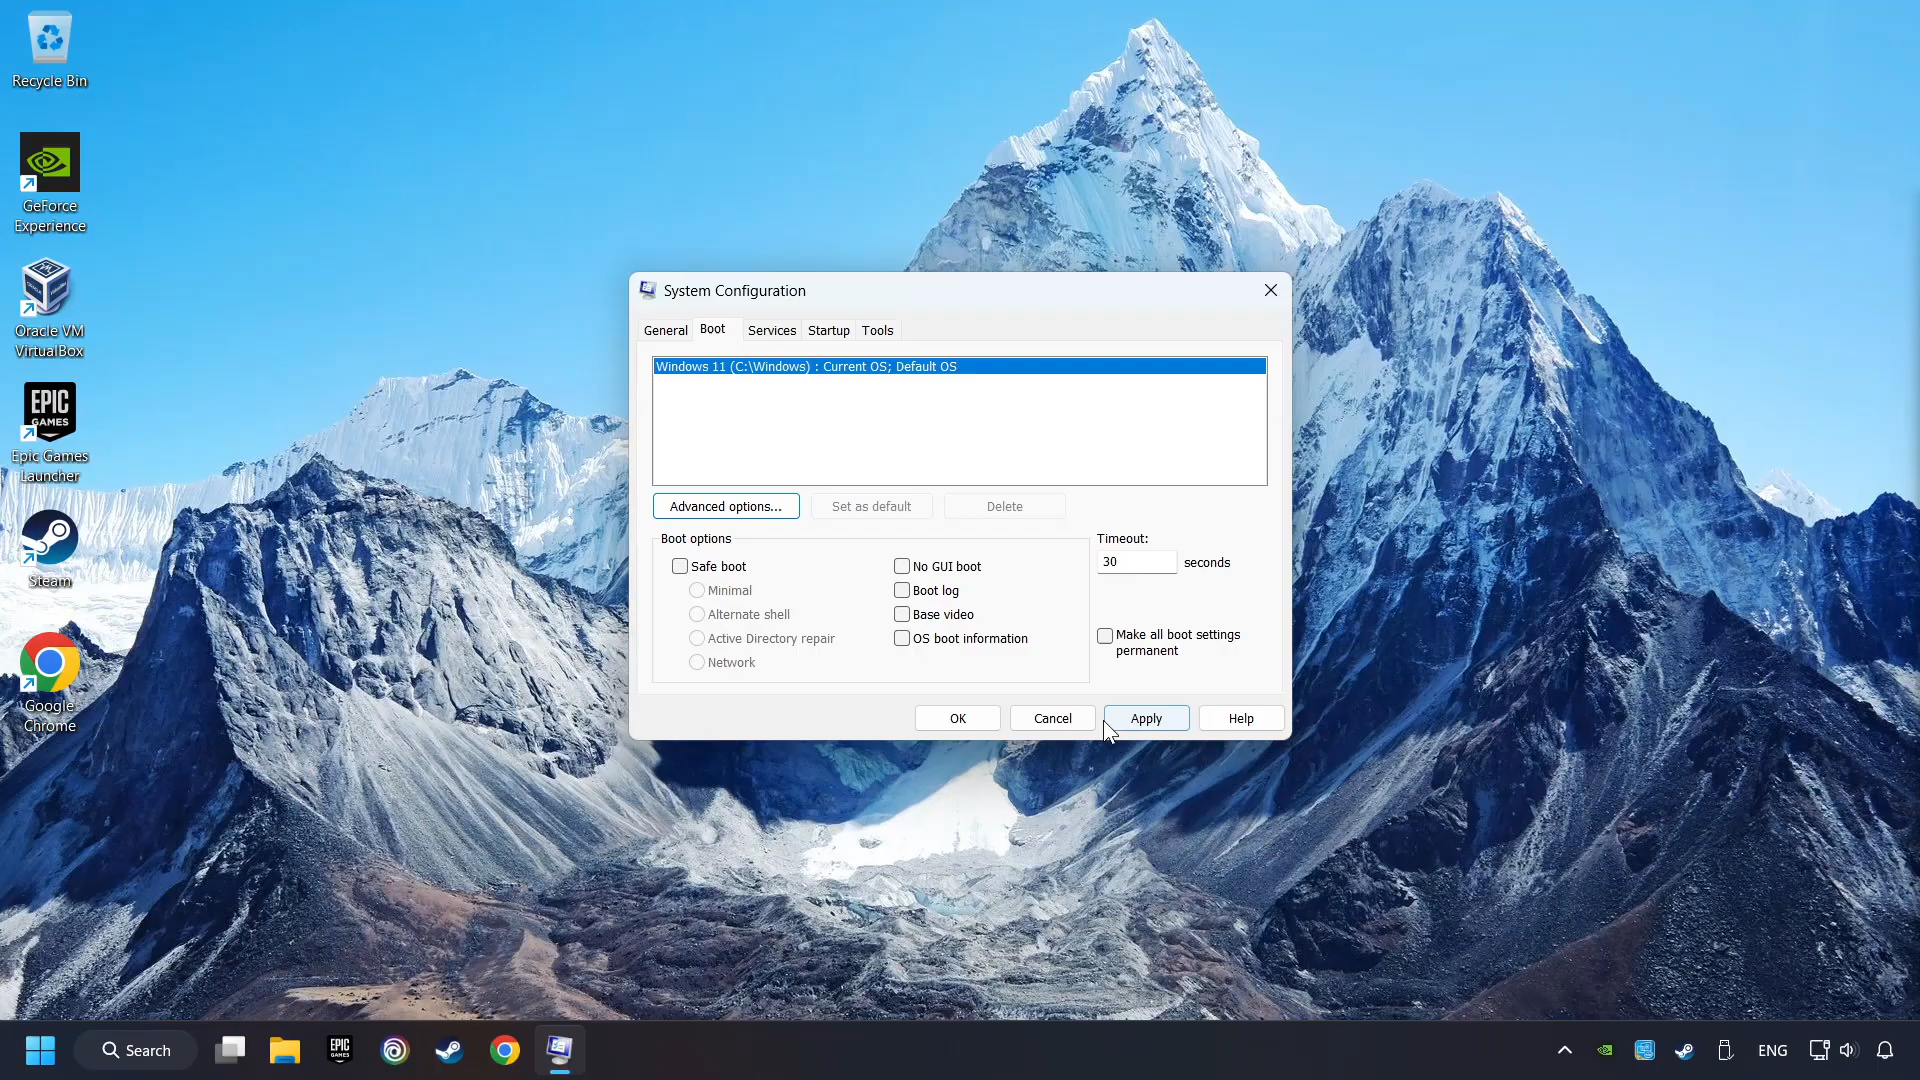 Recycle Bin
GeForce
Experience
Oracle VM
VirtualBox
EPIC
GAMES
Epic Games
Launcher
Steam
Google
Chrome
System Configuration
General Boot Services Startup Tools
Windows 11 (C:\Windows) : Current OS; Default OS
Advanced options...
Set as default
Delete
Boot options
Safe boot
Minimal
Alternate shell
Active Directory repair
Network
No GUI boot
Boot log
Base video
OS boot information
Timeout:
30 seconds
Make all boot settings
permanent
OK Cancel Apply Help
Search
EPIC
GAMES
ENG